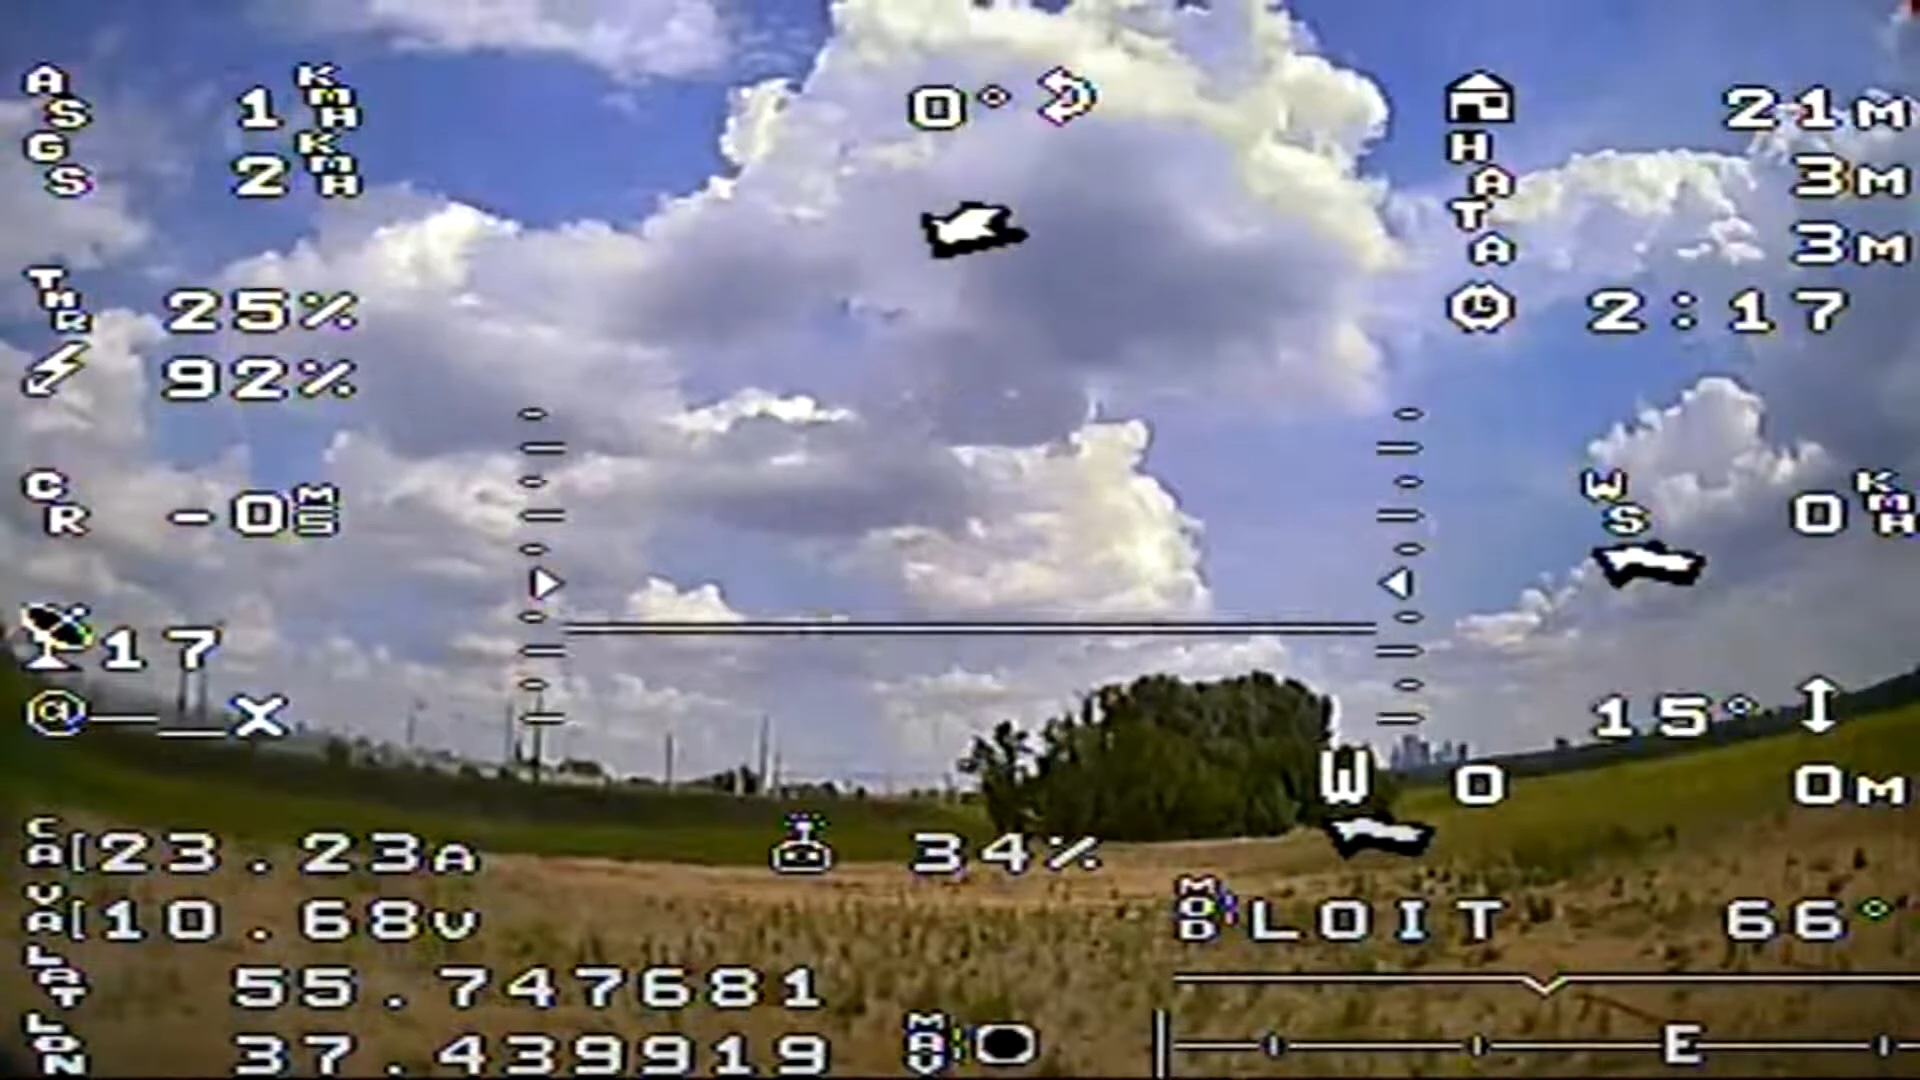 AS 1 KMH
GS 2 KMH
0°
21M
HA 3M
TA 3M
THR 25%
2:17
92%
CR -0 MS
WS 0 KMH
17
@—__X
15° ↕
W 0 0M
CA[23.23A
34%
VA[10.68V
MOD: LOIT 66°
LAT 55.747681
LON 37.439919
MAV:
E